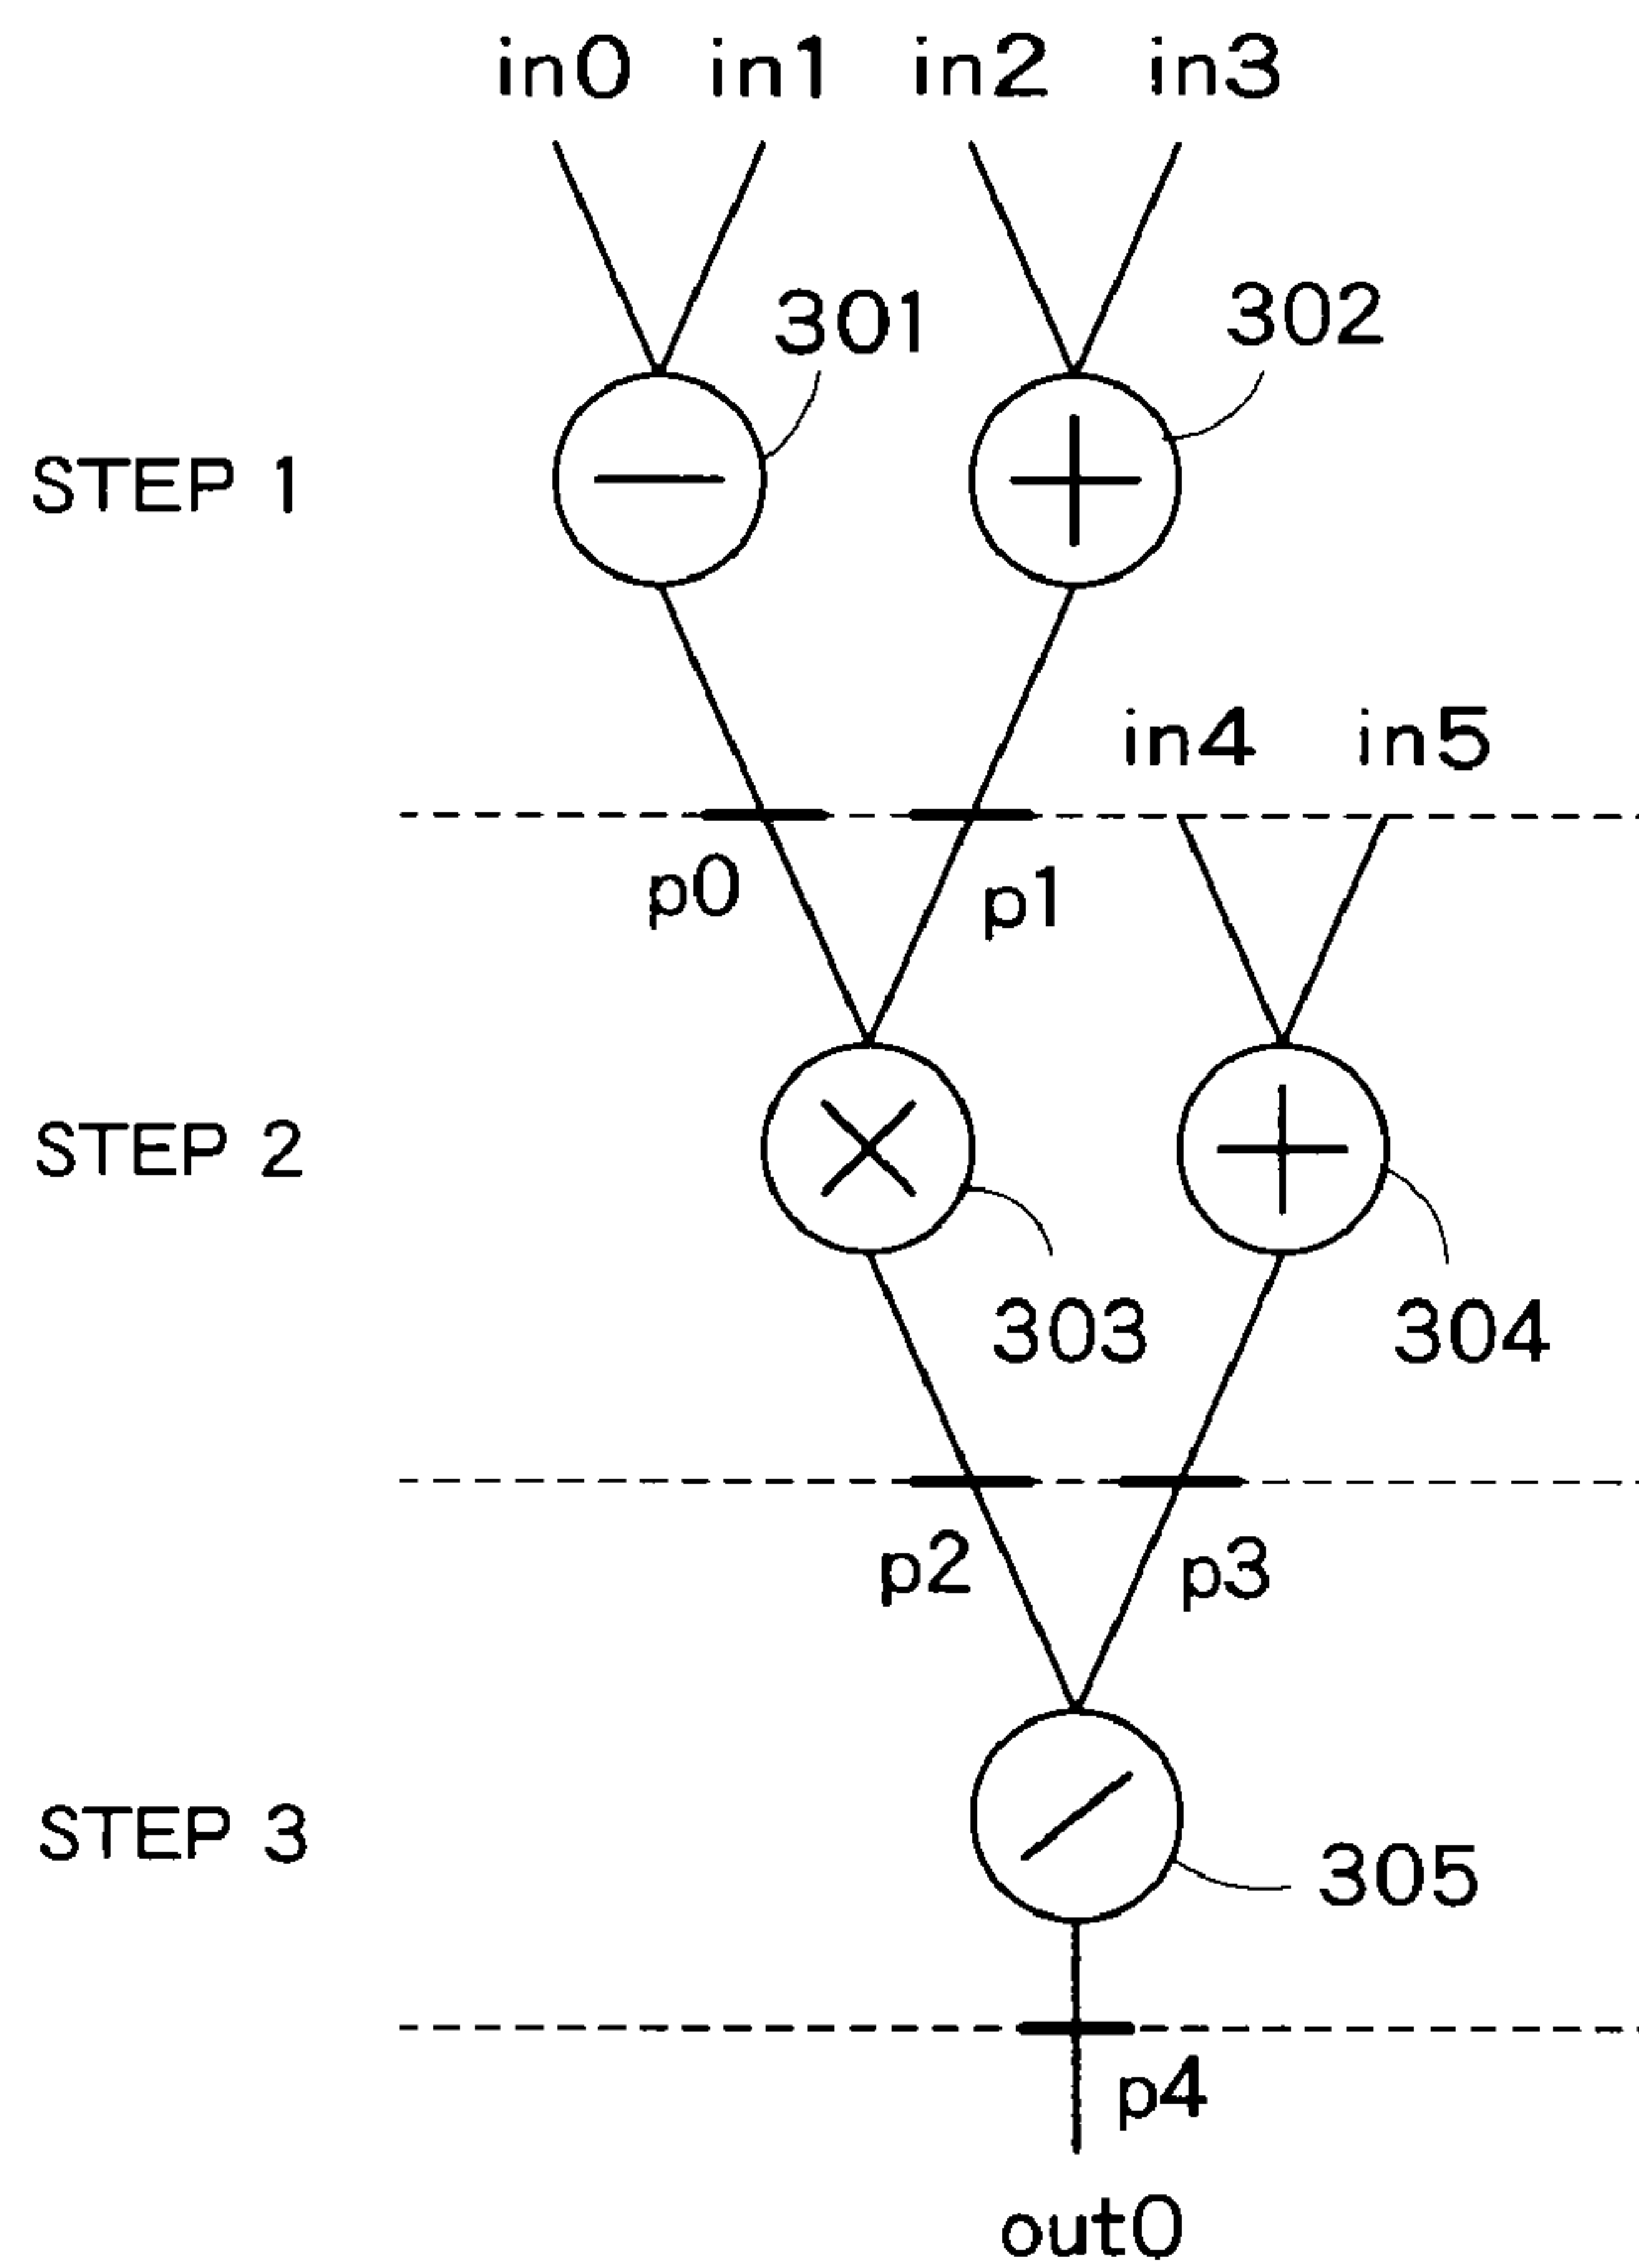 in0 in1 in2 in3
301 302
STEP 1
in4 in5
p0 p1
STEP 2
303 304
p2 p3
STEP 3
305
p4
out0